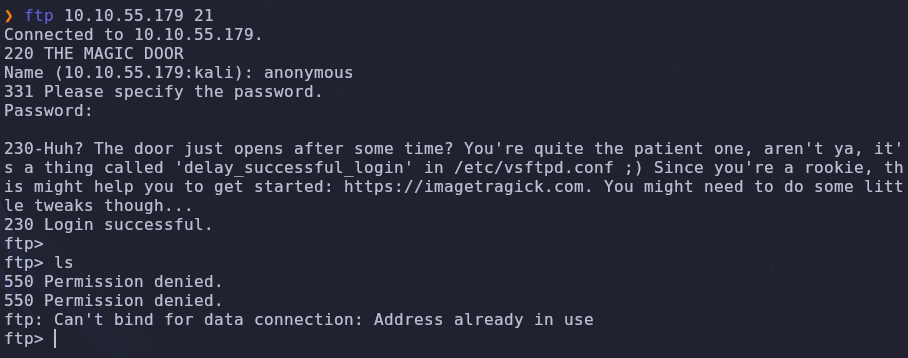 ❯ ftp 10.10.55.179 21
Connected to 10.10.55.179.
220 THE MAGIC DOOR
Name (10.10.55.179:kali): anonymous
331 Please specify the password.
Password:
230-Huh? The door just opens after some time? You're quite the patient one, aren't ya, it'
s a thing called 'delay_successful_login' in /etc/vsftpd.conf ;) Since you're a rookie, th
is might help you to get started: https://imagetragick.com. You might need to do some litt
le tweaks though...
230 Login successful.
ftp>
ftp> ls
550 Permission denied.
550 Permission denied.
ftp: Can't bind for data connection: Address already in use
ftp>